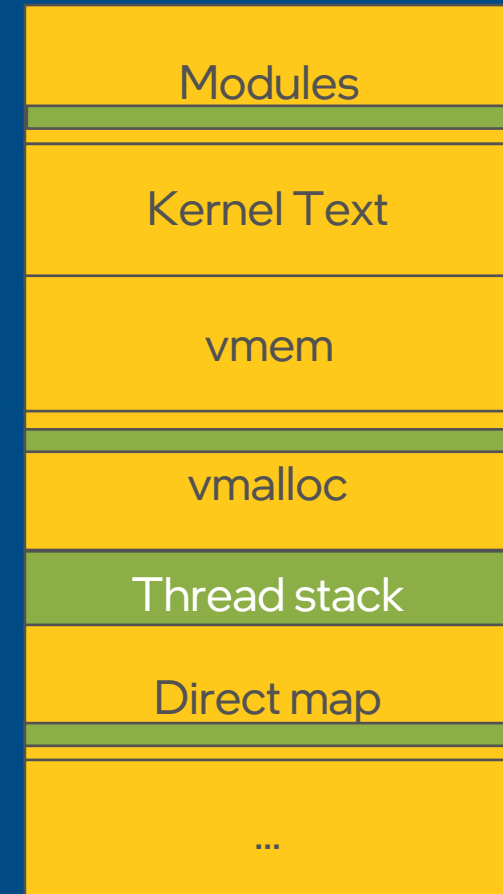 Modules
Kernel Text
vmem
vmalloc
Thread stack
Direct map
...